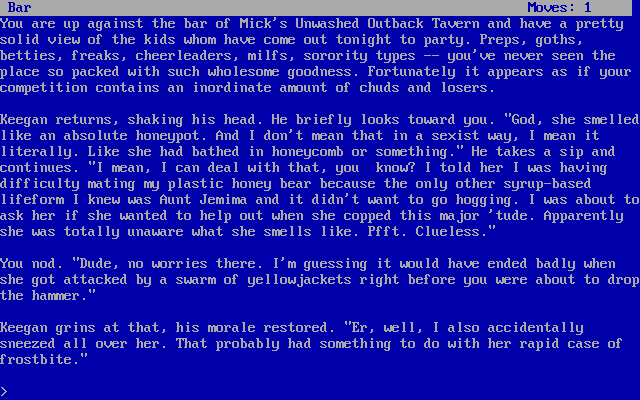 Bar Moves: 1
You are up against the bar of Mick's Unwashed Outback Tavern and have a pretty
solid view of the kids whom have come out tonight to party. Preps, goths,
betties, freaks, cheerleaders, milfs, sorority types -- you've never seen the
place so packed with such wholesome goodness. Fortunately it appears as if your
competition contains an inordinate amount of chuds and losers.
Keegan returns, shaking his head. He briefly looks toward you. "God, she smelled
like an absolute honeypot. And I don't mean that in a sexist way, I mean it
literally. Like she had bathed in honeycomb or something." He takes a sip and
continues. "I mean, I can deal with that, you  know? I told her I was having
difficulty mating my plastic honey bear because the only other syrup-based
lifeform I knew was Aunt Jemima and it didn't want to go hogging. I was about to
ask her if she wanted to help out when she copped this major 'tude. Apparently
she was totally unaware what she smells like. Pfft. Clueless."
You nod. "Dude, no worries there. I'm guessing it would have ended badly when
she got attacked by a swarm of yellowjackets right before you were about to drop
the hammer."
Keegan grins at that, his morale restored. "Er, well, I also accidentally
sneezed all over her. That probably had something to do with her rapid case of
frostbite."
>